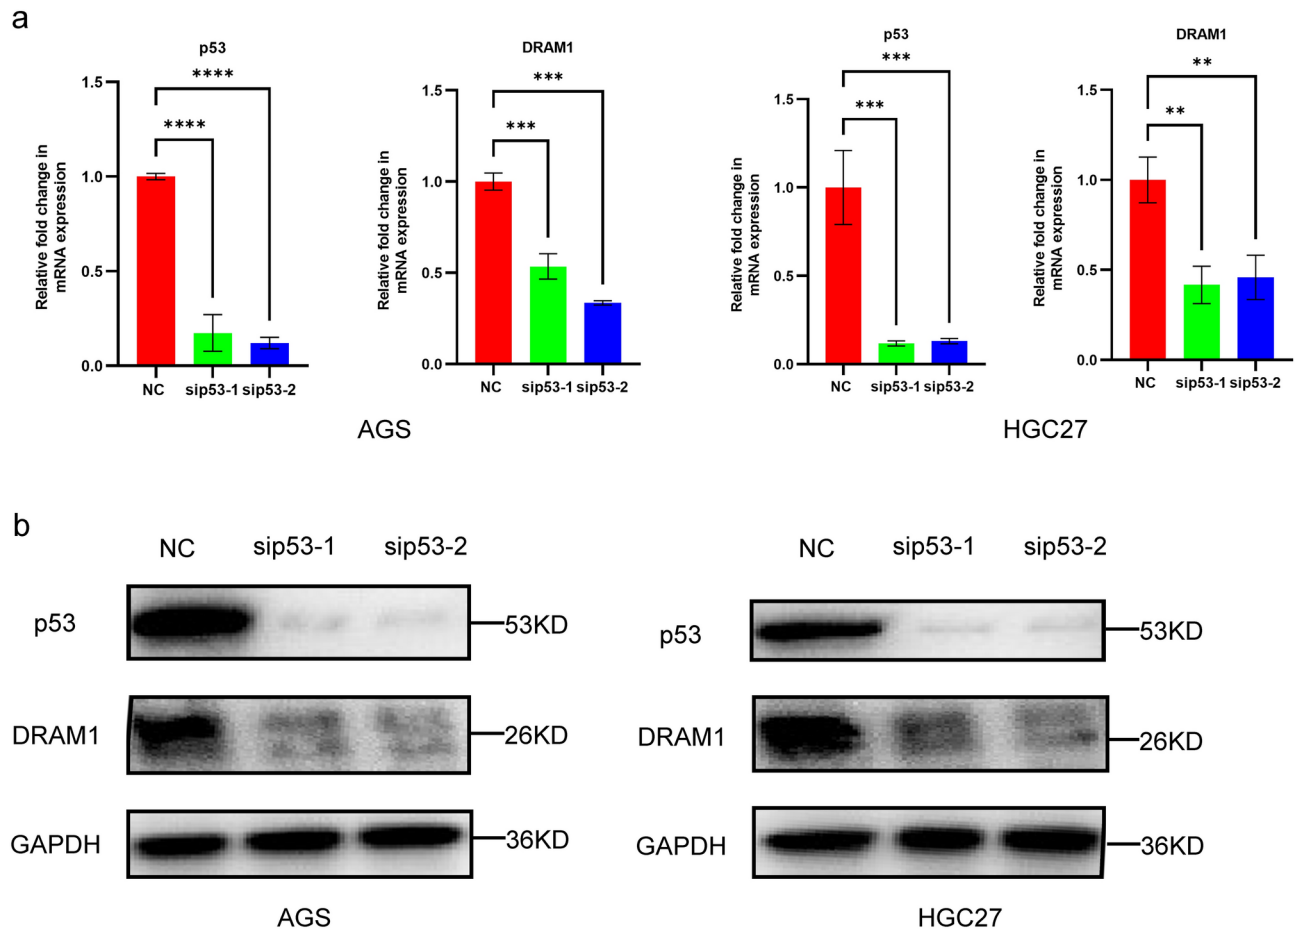 a
p53
****
****
Relative fold change in
mRNA expression
1.5
1.0
0.5
0.0
NC sip53-1 sip53-2
DRAM1
***
***
Relative fold change in
mRNA expression
1.5
1.0
0.5
0.0
NC sip53-1 sip53-2
AGS
p53
***
***
Relative fold change in
mRNA expression
1.5
1.0
0.5
0.0
NC sip53-1 sip53-2
DRAM1
**
**
Relative fold change in
mRNA expression
1.5
1.0
0.5
0.0
NC sip53-1 sip53-2
HGC27
b
NC sip53-1 sip53-2
p53 53KD
DRAM1 26KD
GAPDH 36KD
AGS
NC sip53-1 sip53-2
p53 53KD
DRAM1 26KD
GAPDH 36KD
HGC27